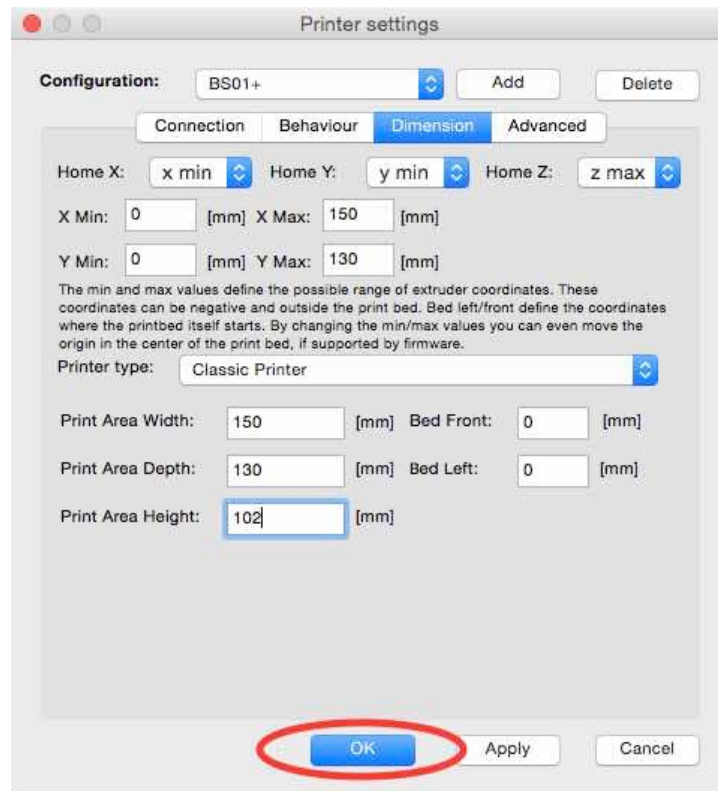 Printer settings
Configuration: BS01+ Add Delete
Connection Behaviour Dimension Advanced
Home X: x min Home Y: y min Home Z: z max
X Min: 0 [mm] X Max: 150 [mm]
Y Min: 0 [mm] Y Max: 130 [mm]
The min and max values define the possible range of extruder coordinates. These
coordinates can be negative and outside the print bed. Bed left/front define the coordinates
where the printbed itself starts. By changing the min/max values you can even move the
origin in the center of the print bed, if supported by firmware.
Printer type: Classic Printer
Print Area Width: 150 [mm] Bed Front: 0 [mm]
Print Area Depth: 130 [mm] Bed Left: 0 [mm]
Print Area Height: 102 [mm]
OK Apply Cancel